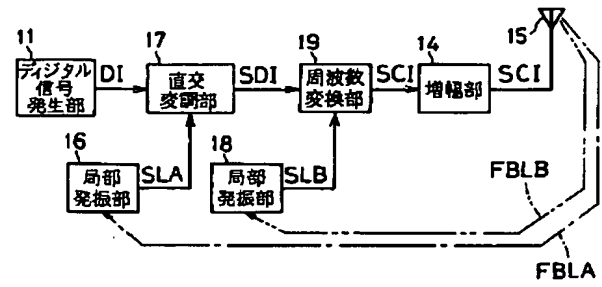 11
ディジタル
信号
発生部
DI
17
直交
変調部
SDI
19
周波数
変換部
SCI
14
増幅部
SCI
15
16
局部
発振部
SLA
18
局部
発振部
SLB
FBLB
FBLA